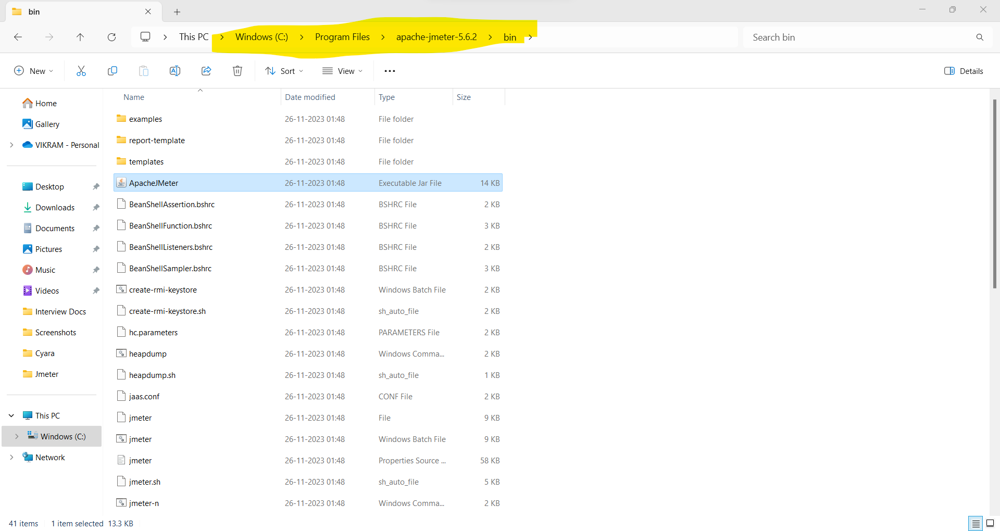 bin
This PC > Windows (C:) > Program Files > apache-jmeter-5.6.2 > bin >
Search bin
New
Sort
View
Details
Name Date modified Type Size
Home
Gallery
VIKRAM - Personal
Desktop
Downloads
Documents
Pictures
Music
Videos
Interview Docs
Screenshots
Cyara
Jmeter
This PC
Windows (C:)
Network
examples 26-11-2023 01:48 File folder
report-template 26-11-2023 01:48 File folder
templates 26-11-2023 01:48 File folder
ApacheJMeter 26-11-2023 01:48 Executable Jar File 14 KB
BeanShellAssertion.bshrc 26-11-2023 01:48 BSHRC File 2 KB
BeanShellFunction.bshrc 26-11-2023 01:48 BSHRC File 3 KB
BeanShellListeners.bshrc 26-11-2023 01:48 BSHRC File 2 KB
BeanShellSampler.bshrc 26-11-2023 01:48 BSHRC File 3 KB
create-rmi-keystore 26-11-2023 01:48 Windows Batch File 2 KB
create-rmi-keystore.sh 26-11-2023 01:48 sh_auto_file 2 KB
hc.parameters 26-11-2023 01:48 PARAMETERS File 2 KB
heapdump 26-11-2023 01:48 Windows Comma... 2 KB
heapdump.sh 26-11-2023 01:48 sh_auto_file 1 KB
jaas.conf 26-11-2023 01:48 CONF File 2 KB
jmeter 26-11-2023 01:48 File 9 KB
jmeter 26-11-2023 01:48 Windows Batch File 9 KB
jmeter 26-11-2023 01:48 Properties Source ... 58 KB
jmeter.sh 26-11-2023 01:48 sh_auto_file 5 KB
jmeter-n 26-11-2023 01:48 Windows Comma... 2 KB
41 items 1 item selected 13.3 KB